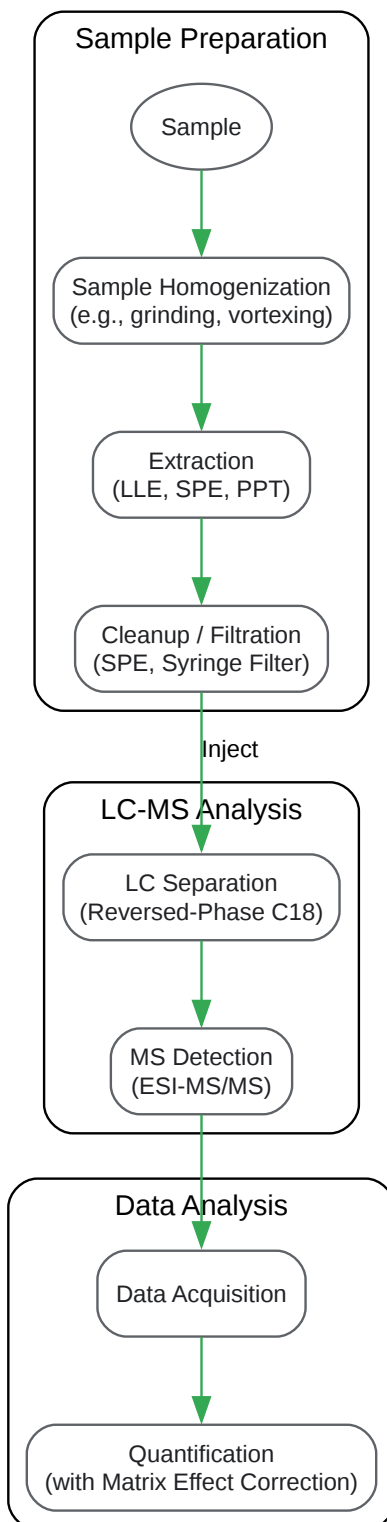 Sample Preparation
Sample
Sample Homogenization
(e.g., grinding, vortexing)
Extraction
(LLE, SPE, PPT)
Cleanup / Filtration
(SPE, Syringe Filter)
Inject
LC-MS Analysis
LC Separation
(Reversed-Phase C18)
MS Detection
(ESI-MS/MS)
Data Analysis
Data Acquisition
Quantification
(with Matrix Effect Correction)